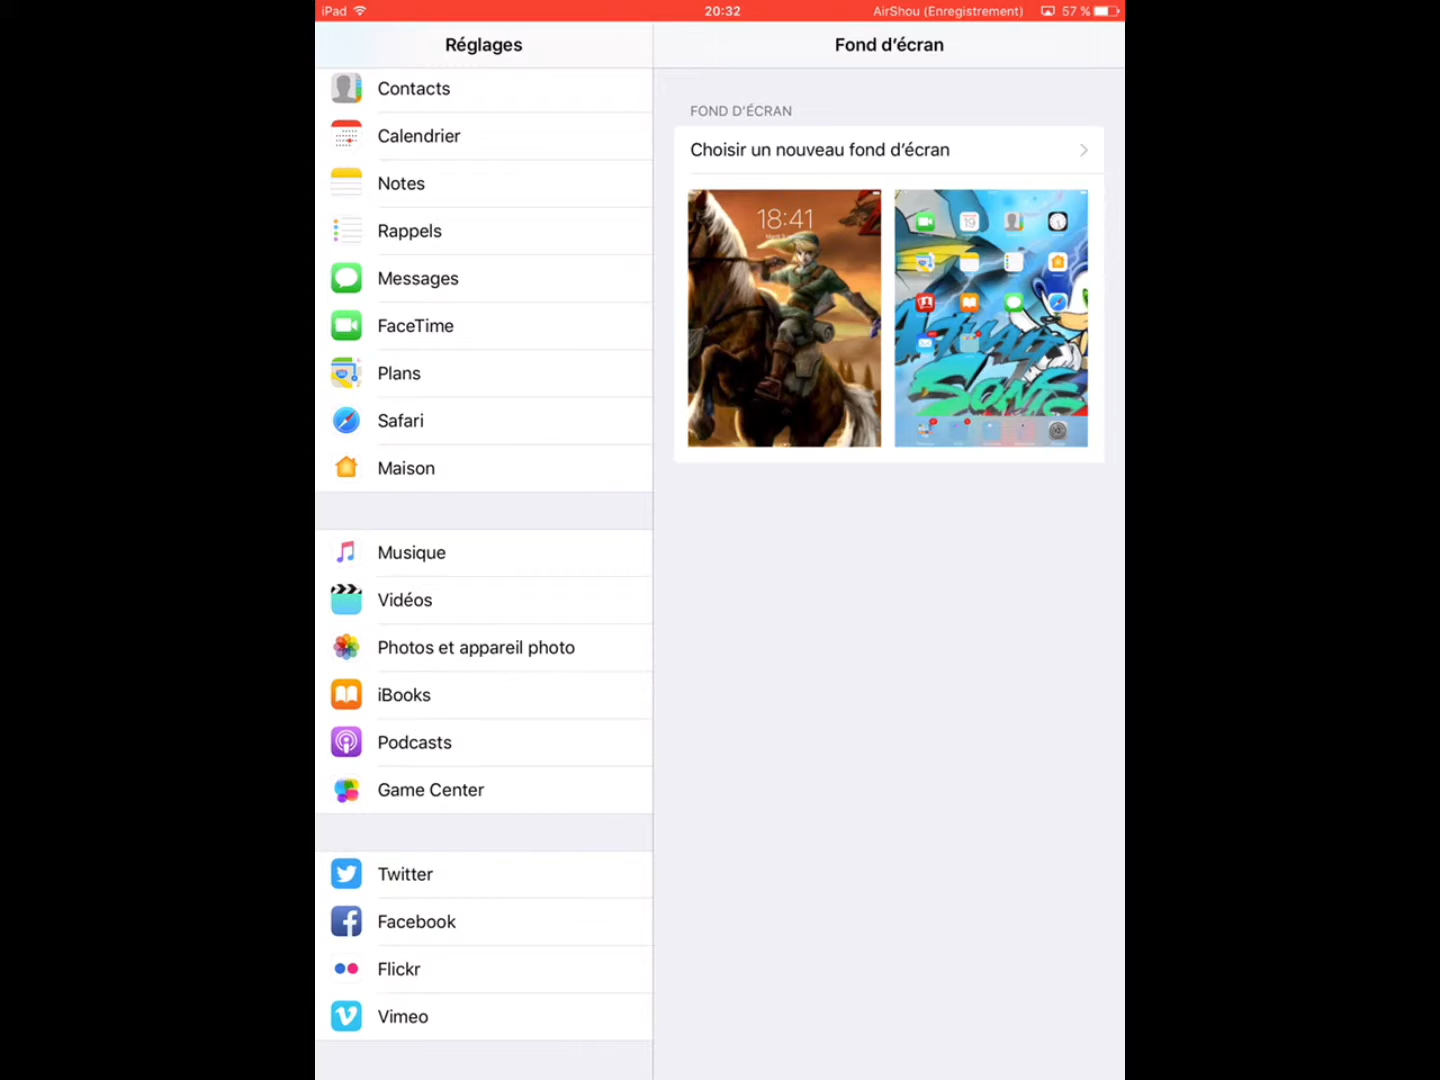 iPad 20:32 AirShou (Enregistrement) 57 %
Réglages
Contacts
Calendrier
Notes
Rappels
Messages
FaceTime
Plans
Safari
Maison
Musique
Vidéos
Photos et appareil photo
iBooks
Podcasts
Game Center
Twitter
Facebook
Flickr
Vimeo
Fond d’écran
FOND D’ÉCRAN
Choisir un nouveau fond d’écran
18:41
19
SONIC